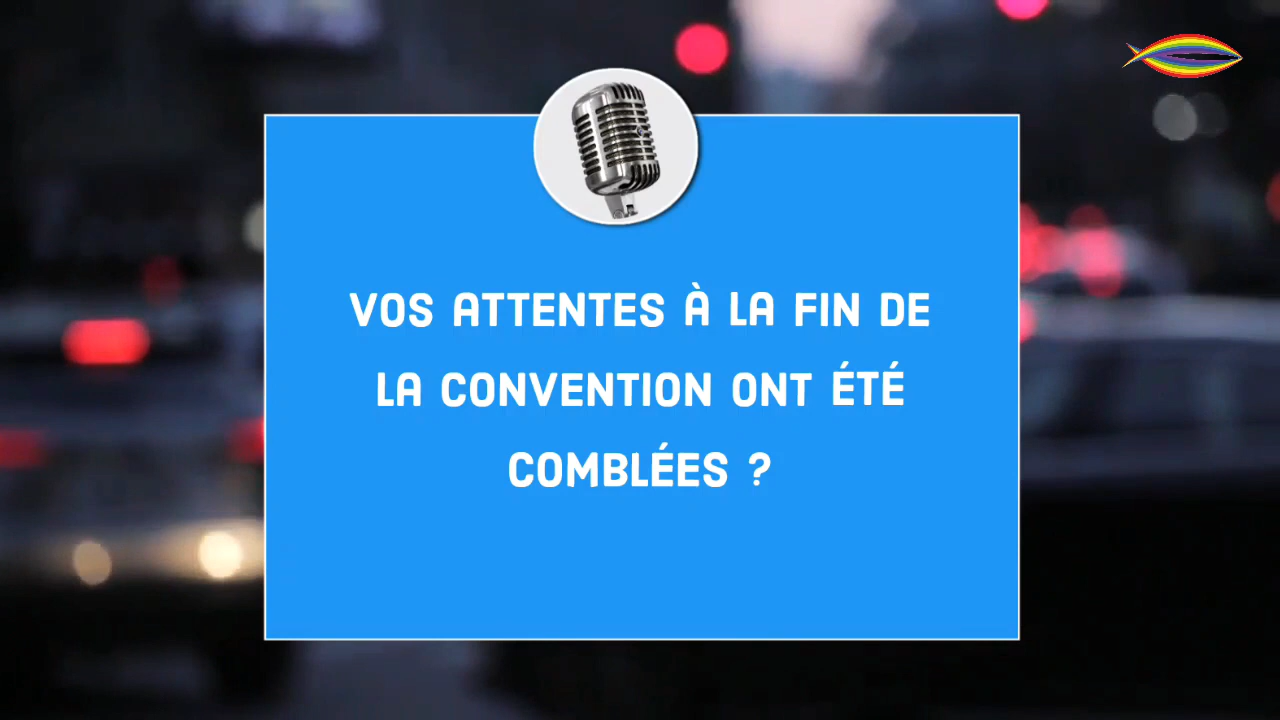 VOS ATTENTES À LA FIN DE
LA CONVENTION ONT ÉTÉ
COMBLÉES ?